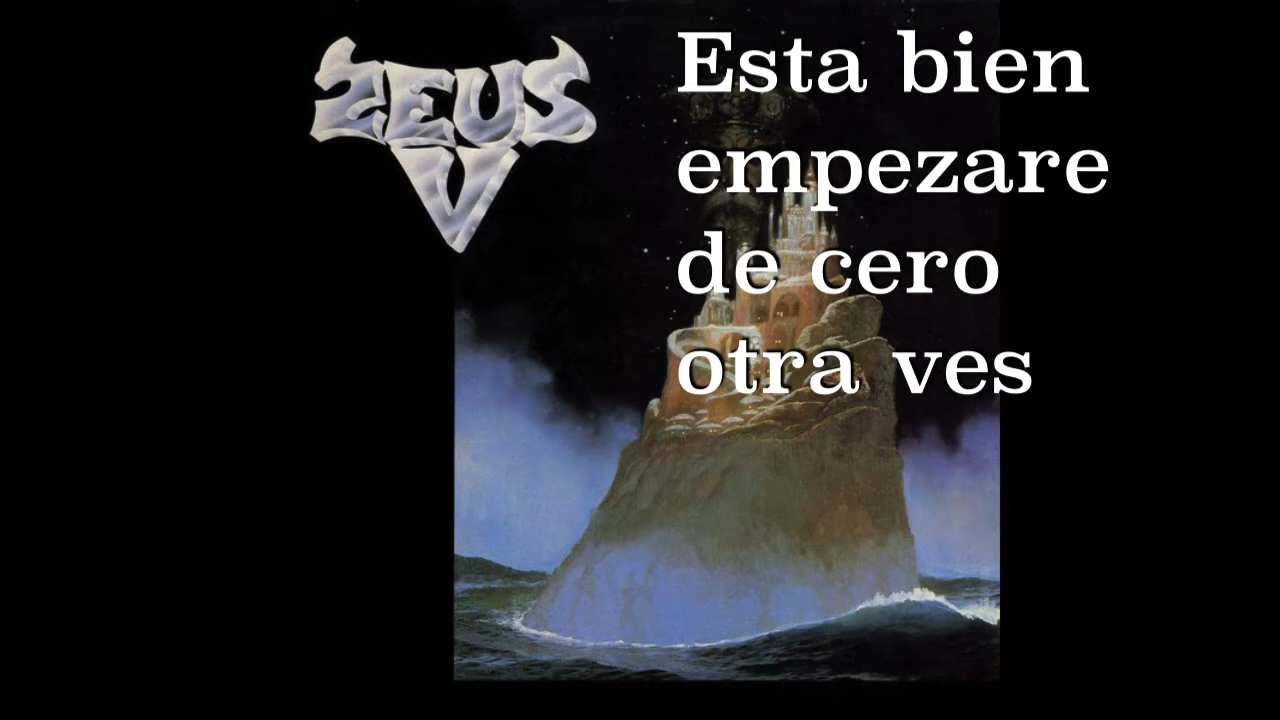 ZEUS
V
Esta bien
empezare
de cero
otra ves